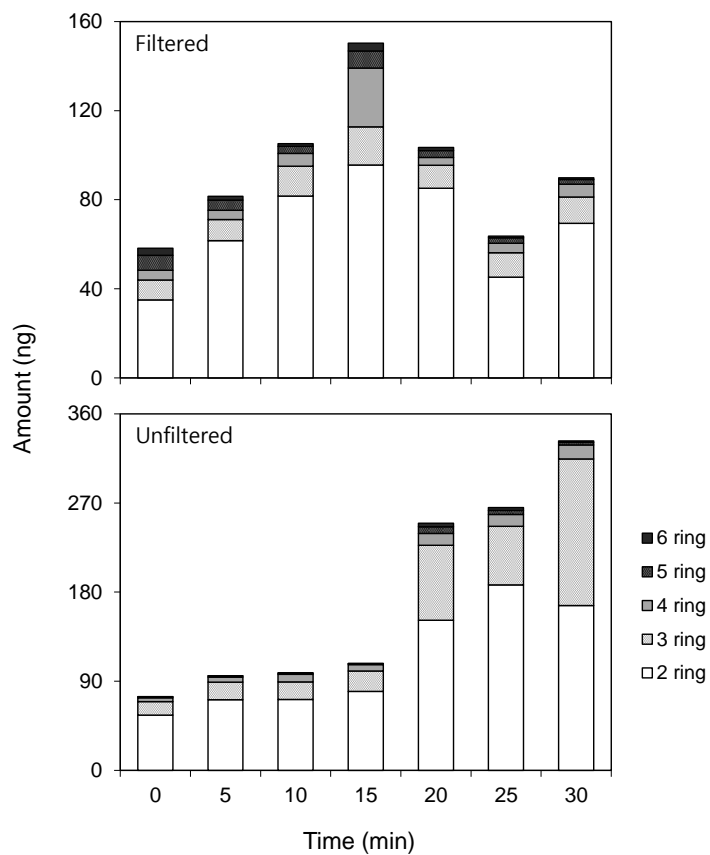 160
Filtered
120
80
40
0
Amount (ng)
360
Unfiltered
270
180
90
0
6 ring
5 ring
4 ring
3 ring
2 ring
0 5 10 15 20 25 30
Time (min)